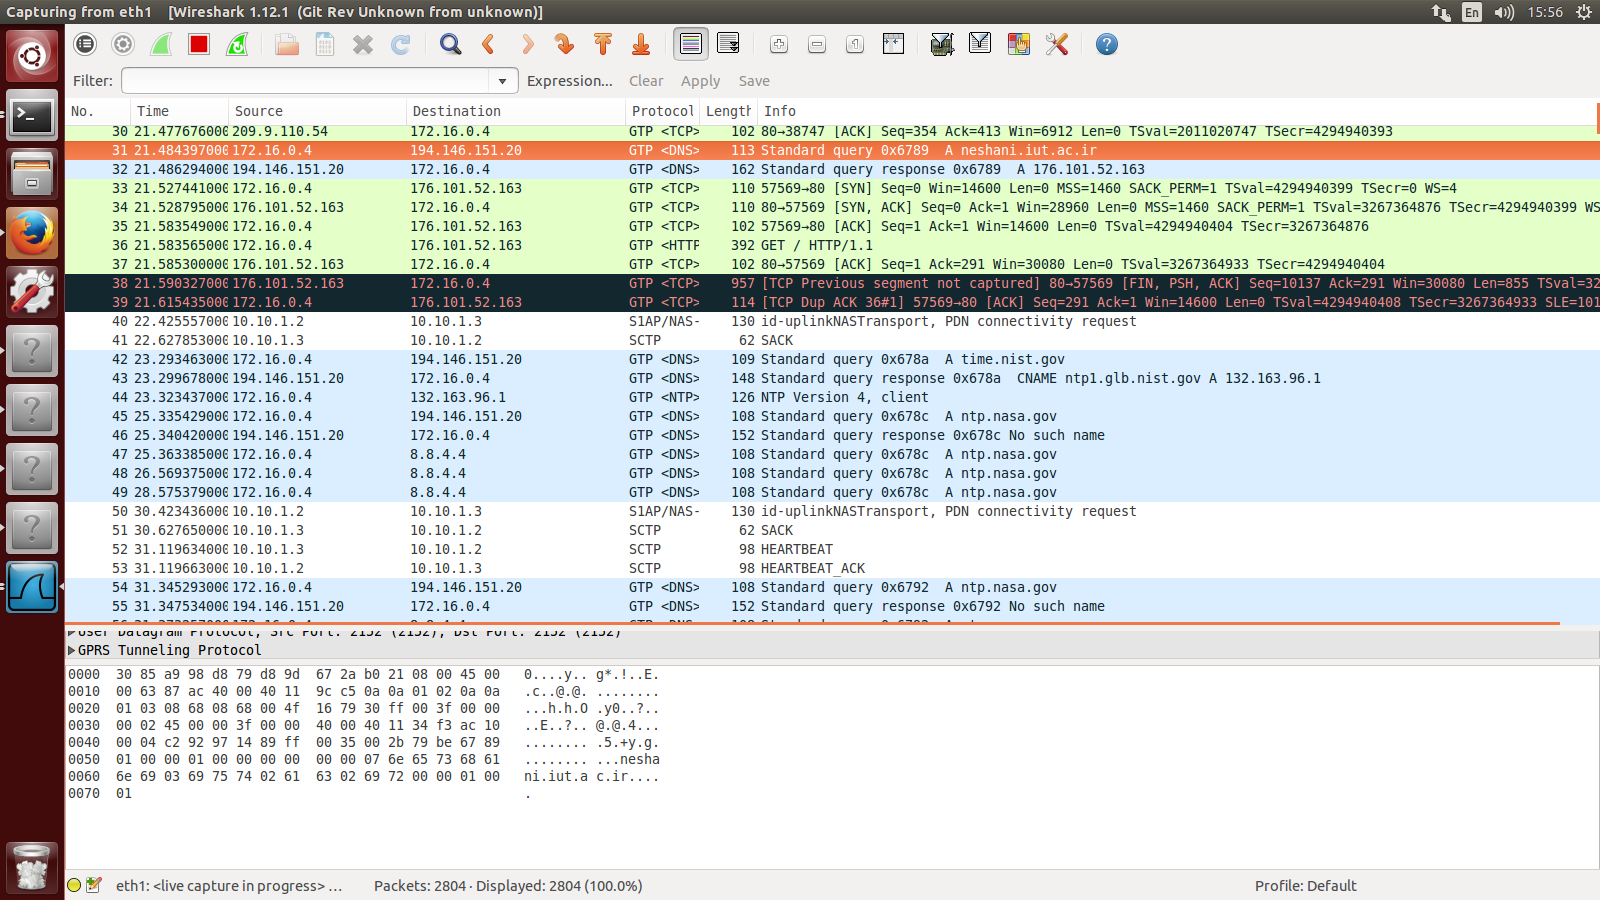 Capturing from eth1   [Wireshark 1.12.1  (Git Rev Unknown from unknown)]
En 15:56
Filter: Expression... Clear Apply Save
No. Time Source Destination Protocol Length Info
30 21.477676000 209.9.110.54 172.16.0.4 GTP <TCP> 102 80→38747 [ACK] Seq=354 Ack=413 Win=6912 Len=0 TSval=2011020747 TSecr=4294940393
31 21.484397000 172.16.0.4 194.146.151.20 GTP <DNS> 113 Standard query 0x6789  A neshani.iut.ac.ir
32 21.486294000 194.146.151.20 172.16.0.4 GTP <DNS> 162 Standard query response 0x6789  A 176.101.52.163
33 21.527441000 172.16.0.4 176.101.52.163 GTP <TCP> 110 57569→80 [SYN] Seq=0 Win=14600 Len=0 MSS=1460 SACK_PERM=1 TSval=4294940399 TSecr=0 WS=4
34 21.528795000 176.101.52.163 172.16.0.4 GTP <TCP> 110 80→57569 [SYN, ACK] Seq=0 Ack=1 Win=28960 Len=0 MSS=1460 SACK_PERM=1 TSval=3267364876 TSecr=4294940399 WS
35 21.583549000 172.16.0.4 176.101.52.163 GTP <TCP> 102 57569→80 [ACK] Seq=1 Ack=1 Win=14600 Len=0 TSval=4294940404 TSecr=3267364876
36 21.583565000 172.16.0.4 176.101.52.163 GTP <HTTP 392 GET / HTTP/1.1
37 21.585300000 176.101.52.163 172.16.0.4 GTP <TCP> 102 80→57569 [ACK] Seq=1 Ack=291 Win=30080 Len=0 TSval=3267364933 TSecr=4294940404
38 21.590327000 176.101.52.163 172.16.0.4 GTP <TCP> 957 [TCP Previous segment not captured] 80→57569 [FIN, PSH, ACK] Seq=10137 Ack=291 Win=30080 Len=855 TSval=32
39 21.615435000 172.16.0.4 176.101.52.163 GTP <TCP> 114 [TCP Dup ACK 36#1] 57569→80 [ACK] Seq=291 Ack=1 Win=14600 Len=0 TSval=4294940408 TSecr=3267364933 SLE=101
40 22.425557000 10.10.1.2 10.10.1.3 S1AP/NAS- 130 id-uplinkNASTransport, PDN connectivity request
41 22.627853000 10.10.1.3 10.10.1.2 SCTP 62 SACK
42 23.293463000 172.16.0.4 194.146.151.20 GTP <DNS> 109 Standard query 0x678a  A time.nist.gov
43 23.299678000 194.146.151.20 172.16.0.4 GTP <DNS> 148 Standard query response 0x678a  CNAME ntp1.glb.nist.gov A 132.163.96.1
44 23.323437000 172.16.0.4 132.163.96.1 GTP <NTP> 126 NTP Version 4, client
45 25.335429000 172.16.0.4 194.146.151.20 GTP <DNS> 108 Standard query 0x678c  A ntp.nasa.gov
46 25.340420000 194.146.151.20 172.16.0.4 GTP <DNS> 152 Standard query response 0x678c No such name
47 25.363385000 172.16.0.4 8.8.4.4 GTP <DNS> 108 Standard query 0x678c  A ntp.nasa.gov
48 26.569375000 172.16.0.4 8.8.4.4 GTP <DNS> 108 Standard query 0x678c  A ntp.nasa.gov
49 28.575379000 172.16.0.4 8.8.4.4 GTP <DNS> 108 Standard query 0x678c  A ntp.nasa.gov
50 30.423436000 10.10.1.2 10.10.1.3 S1AP/NAS- 130 id-uplinkNASTransport, PDN connectivity request
51 30.627650000 10.10.1.3 10.10.1.2 SCTP 62 SACK
52 31.119634000 10.10.1.3 10.10.1.2 SCTP 98 HEARTBEAT
53 31.119663000 10.10.1.2 10.10.1.3 SCTP 98 HEARTBEAT_ACK
54 31.345293000 172.16.0.4 194.146.151.20 GTP <DNS> 108 Standard query 0x6792  A ntp.nasa.gov
55 31.347534000 194.146.151.20 172.16.0.4 GTP <DNS> 152 Standard query response 0x6792 No such name
User Datagram Protocol, Src Port: 2152 (2152), Dst Port: 2152 (2152)
GPRS Tunneling Protocol
0000  30 85 a9 98 d8 79 d8 9d  67 2a b0 21 08 00 45 00   0....y.. g*.!..E.
0010  00 63 87 ac 40 00 40 11  9c c5 0a 0a 01 02 0a 0a   .c..@.@. ........
0020  01 03 08 68 08 68 00 4f  16 79 30 ff 00 3f 00 00   ...h.h.O .y0..?..
0030  00 02 45 00 00 3f 00 00  40 00 40 11 34 f3 ac 10   ..E..?.. @.@.4...
0040  00 04 c2 92 97 14 89 ff  00 35 00 2b 79 be 67 89   ........ .5.+y.g.
0050  01 00 00 01 00 00 00 00  00 00 07 6e 65 73 68 61   ........ ...nesha
0060  6e 69 03 69 75 74 02 61  63 02 69 72 00 00 01 00   ni.iut.a c.ir....
0070  01   .
eth1: <live capture in progress> ... Packets: 2804 · Displayed: 2804 (100.0%) Profile: Default